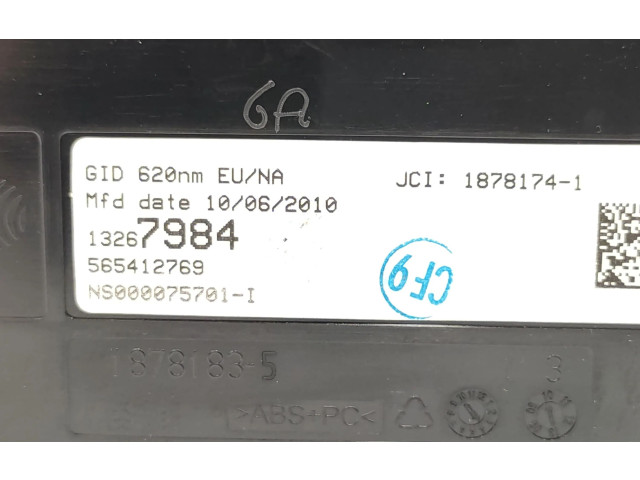 GA
GID 620nm EU/NA
JCI: 1878174-1
Mfd date 10/06/2010
13267984
565412769
CF9
NS000075701-I
1878183-5
3
>ABS+PC<